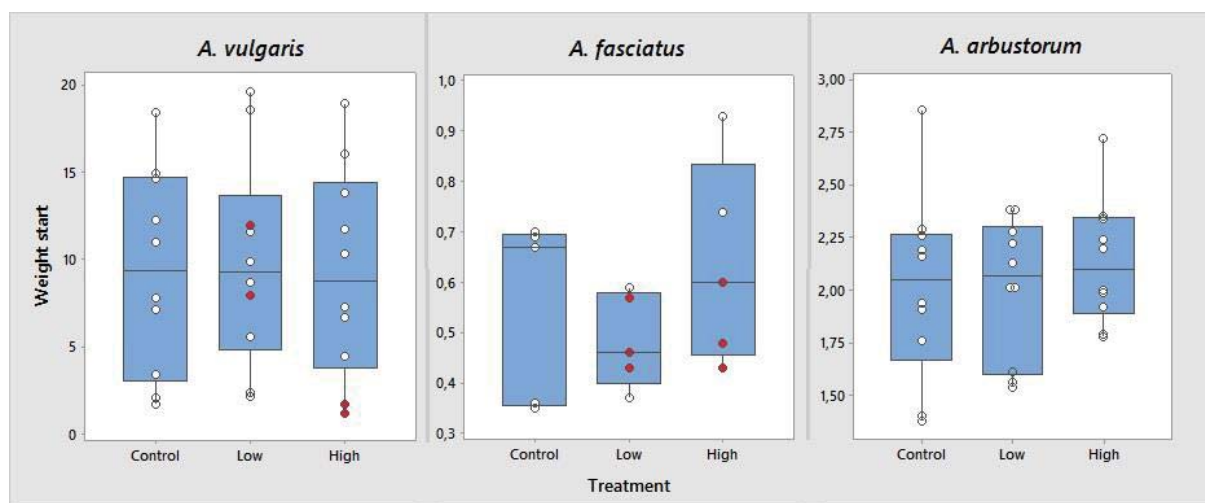 A. vulgaris
A. fasciatus
A. arbustorum
Weight start
20
15
10
5
0
Control
Low
High
1,0
0,9
0,8
0,7
0,6
0,5
0,4
0,3
Control
Low
High
3,00
2,75
2,50
2,25
2,00
1,75
1,50
Control
Low
High
Treatment